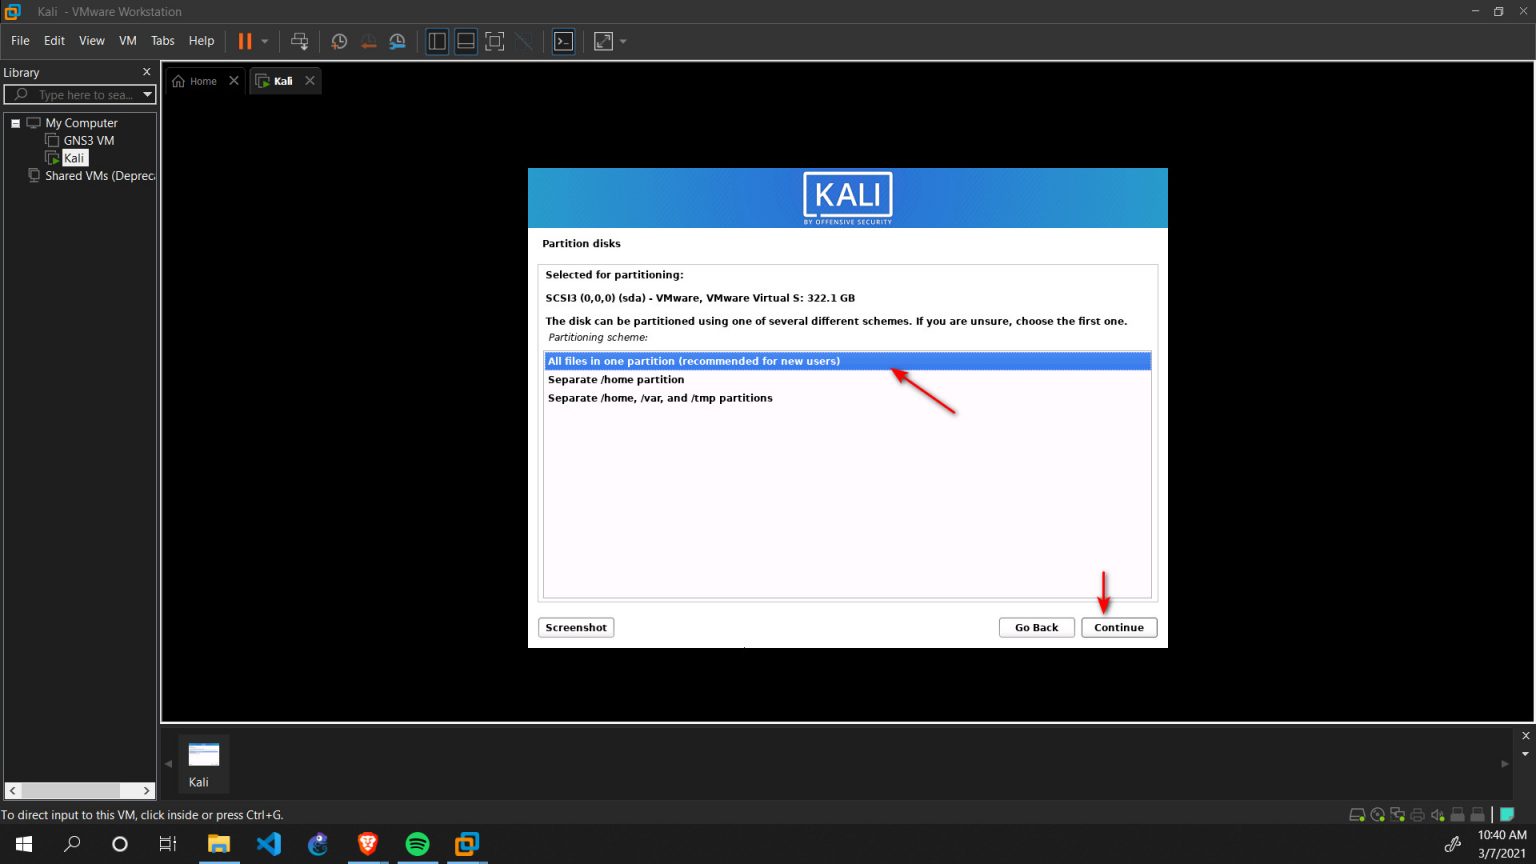 Kali - VMware Workstation
File Edit View VM Tabs Help
Library
Type here to sea...
My Computer
GNS3 VM
Kali
Shared VMs (Depreca
Home
Kali
KALI
BY OFFENSIVE SECURITY
Partition disks
Selected for partitioning:
SCSI3 (0,0,0) (sda) - VMware, VMware Virtual S: 322.1 GB
The disk can be partitioned using one of several different schemes. If you are unsure, choose the first one.
Partitioning scheme:
All files in one partition (recommended for new users)
Separate /home partition
Separate /home, /var, and /tmp partitions
Screenshot
Go Back
Continue
Kali
To direct input to this VM, click inside or press Ctrl+G.
10:40 AM
3/7/2021